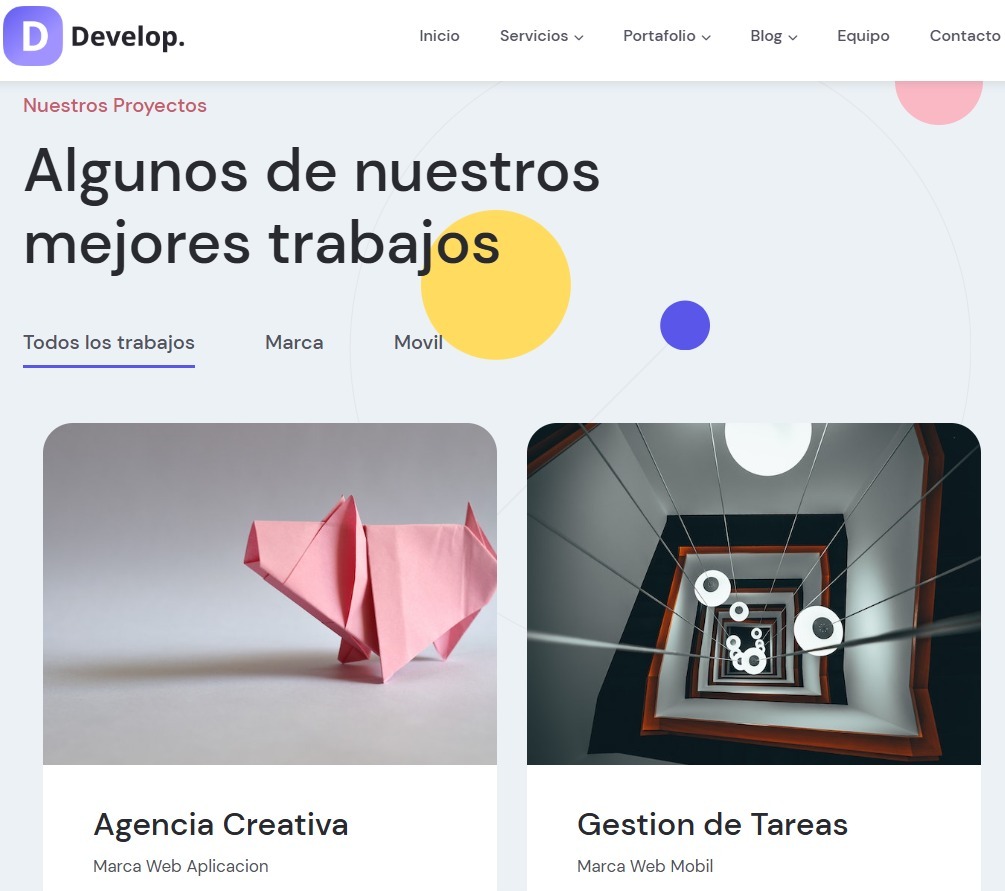 D Develop.
Inicio Servicios Portafolio Blog Equipo Contacto
Nuestros Proyectos
Algunos de nuestros
mejores trabajos
Todos los trabajos Marca Movil
Agencia Creativa Gestion de Tareas
Marca Web Aplicacion Marca Web Mobil